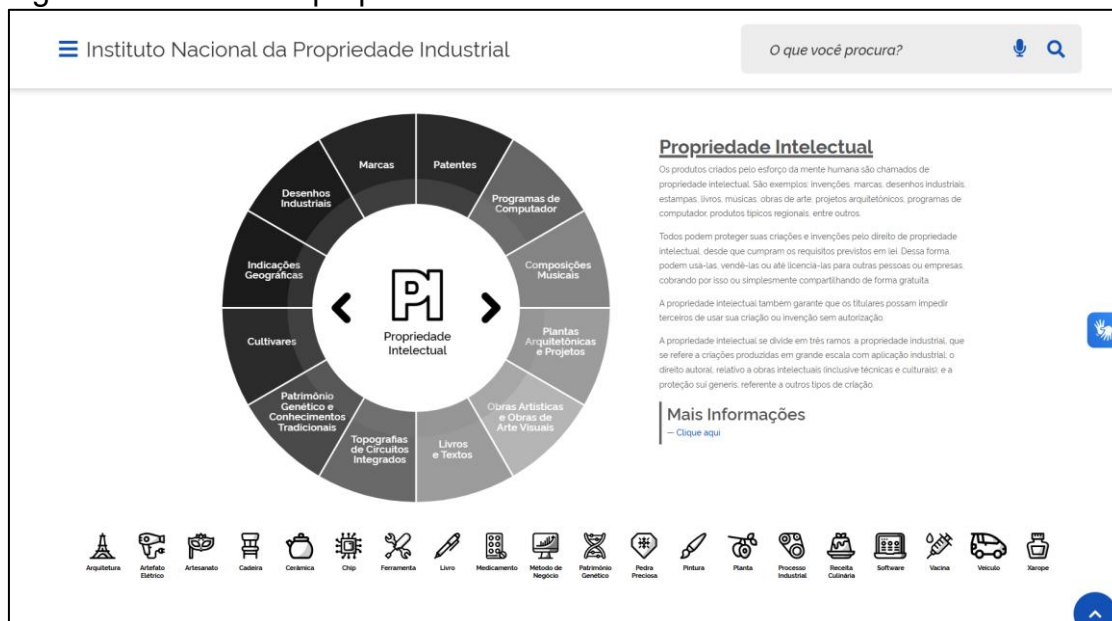 Instituto Nacional da Propriedade Industrial
O que você procura?
Marcas
Patentes
Desenhos
Industriais
Programas de
Computador
Indicações
Geográficas
Composições
Musicais
PI
Propriedade
Intelectual
Cultivares
Plantas
Arquitetônicas
e Projetos
Patrimônio
Genético e
Conhecimentos
Tradicionais
Obras Artísticas
e Obras de
Arte Visuais
Topografias
de Circuitos
Integrados
Livros
e Textos
Propriedade Intelectual
Os produtos criados pelo esforço da mente humana são chamados de
propriedade intelectual. São exemplos: invenções, marcas, desenhos industriais,
estampas, livros, músicas, obras de arte, projetos arquitetônicos, programas de
computador, produtos típicos regionais, entre outros.
Todos podem proteger suas criações e invenções pelo direito de propriedade
intelectual, desde que cumpram os requisitos previstos em lei. Dessa forma,
podem usá-las, vendê-las ou até licenciá-las para outras pessoas ou empresas,
cobrando por isso ou simplesmente compartilhando de forma gratuita.
A propriedade intelectual também garante que os titulares possam impedir
terceiros de usar sua criação ou invenção sem autorização.
A propriedade intelectual se divide em três ramos: a propriedade industrial, que
se refere a criações produzidas em grande escala com aplicação industrial; o
direito autoral, relativo a obras intelectuais (inclusive técnicas e culturais); e a
proteção sui generis, referente a outros tipos de criação.
Mais Informações
— Clique aqui
Arquitetura
Artefato
Elétrico
Artesanato
Cadeira
Cerâmica
Chip
Ferramenta
Livro
Medicamento
Método de
Negócio
Patrimônio
Genético
Pedra
Preciosa
Pintura
Planta
Processo
Industrial
Receita
Culinária
Software
Vacina
Veículo
Xarope